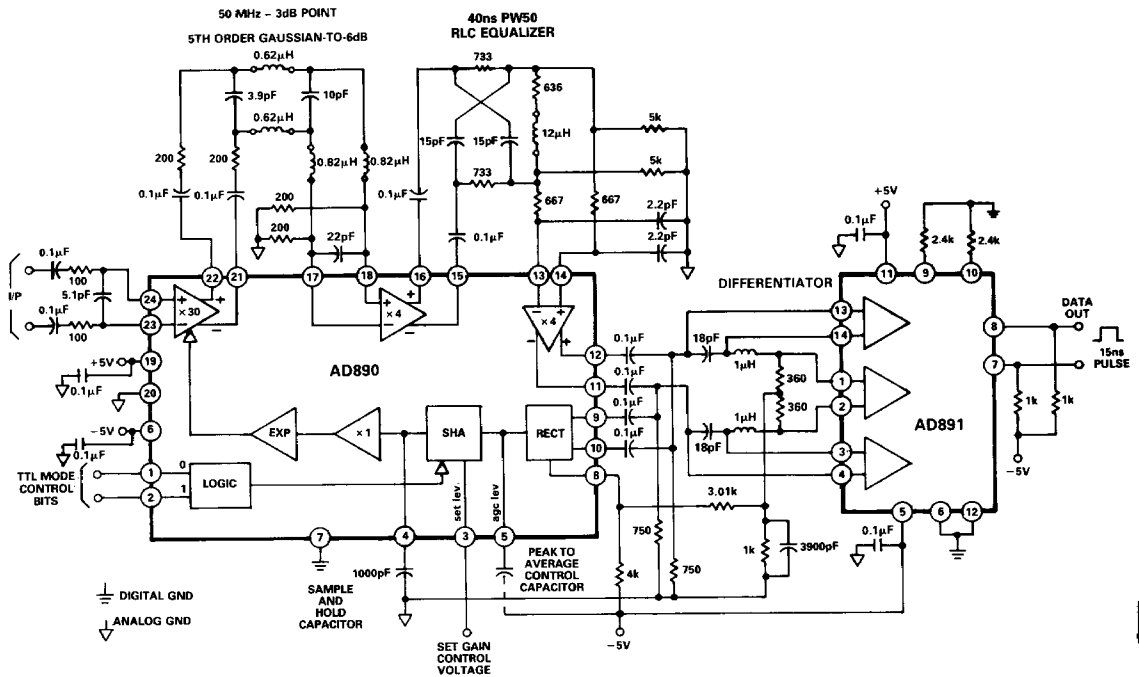 50 MHz – 3dB POINT
5TH ORDER GAUSSIAN-TO-6dB
0.62μH
3.9pF
10pF
0.62μH
200
200
0.82μH
0.82μH
0.1μF
0.1μF
200
200
22pF
40ns PW50
RLC EQUALIZER
733
636
15pF
15pF
12μH
733
0.1μF
0.1μF
667
667
5k
5k
2.2pF
2.2pF
I/P
0.1μF
100
5.1pF
0.1μF
100
22
21
17
18
16
15
13
14
24
23
+
×30
–
+
–
+
×4
–
+
–
–
+
×4
–
+
+5V
19
0.1μF
20
–5V
6
0.1μF
TTL MODE
CONTROL
BITS
1
2
0
1
LOGIC
AD890
EXP
×1
SHA
RECT
set lev.
agc lev
12
11
9
10
8
7
4
3
5
0.1μF
0.1μF
0.1μF
0.1μF
1000pF
SAMPLE
AND
HOLD
CAPACITOR
PEAK TO
AVERAGE
CONTROL
CAPACITOR
SET GAIN
CONTROL
VOLTAGE
DIGITAL GND
ANALOG GND
4k
–5V
750
750
3.01k
1k
3900pF
DIFFERENTIATOR
18pF
1μH
360
360
1μH
18pF
+5V
0.1μF
2.4k
2.4k
11
9
10
13
14
1
2
3
4
AD891
8
7
5
6
12
0.1μF
DATA
OUT
15ns
PULSE
1k
1k
–5V